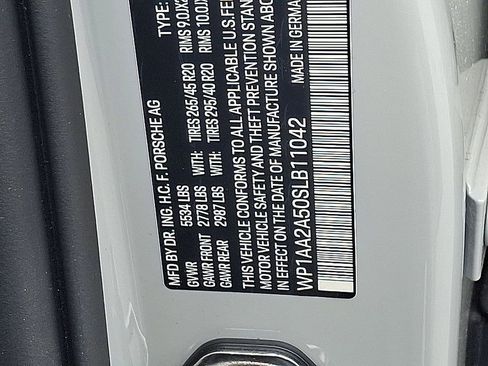 MFD BY DR. ING. H.C. F. PORSCHE AG TYPE:
GVWR 5534 LBS
GAWR FRONT 2778 LBS WITH: TIRES 265/45 R20 RIMS 9.0JX
GAWR REAR 2987 LBS WITH: TIRES 295/40 R20 RIMS 10.0J
THIS VEHICLE CONFORMS TO ALL APPLICABLE U.S. FE
MOTOR VEHICLE SAFETY AND THEFT PREVENTION STAN
IN EFFECT ON THE DATE OF MANUFACTURE SHOWN ABO
WP1AA2A50SLB11042 MADE IN GERMAN